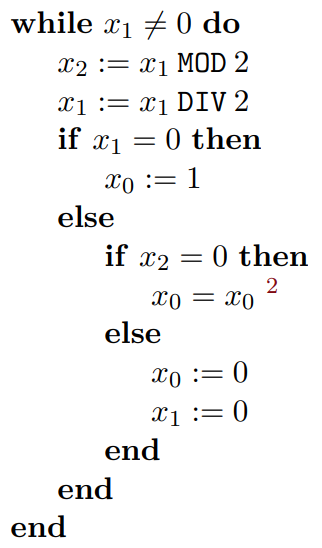 while x₁ ≠ 0 do
x₂ := x₁ MOD 2
x₁ := x₁ DIV 2
if x₁ = 0 then
x₀ := 1
else
if x₂ = 0 then
x₀ = x₀ ²
else
x₀ := 0
x₁ := 0
end
end
end